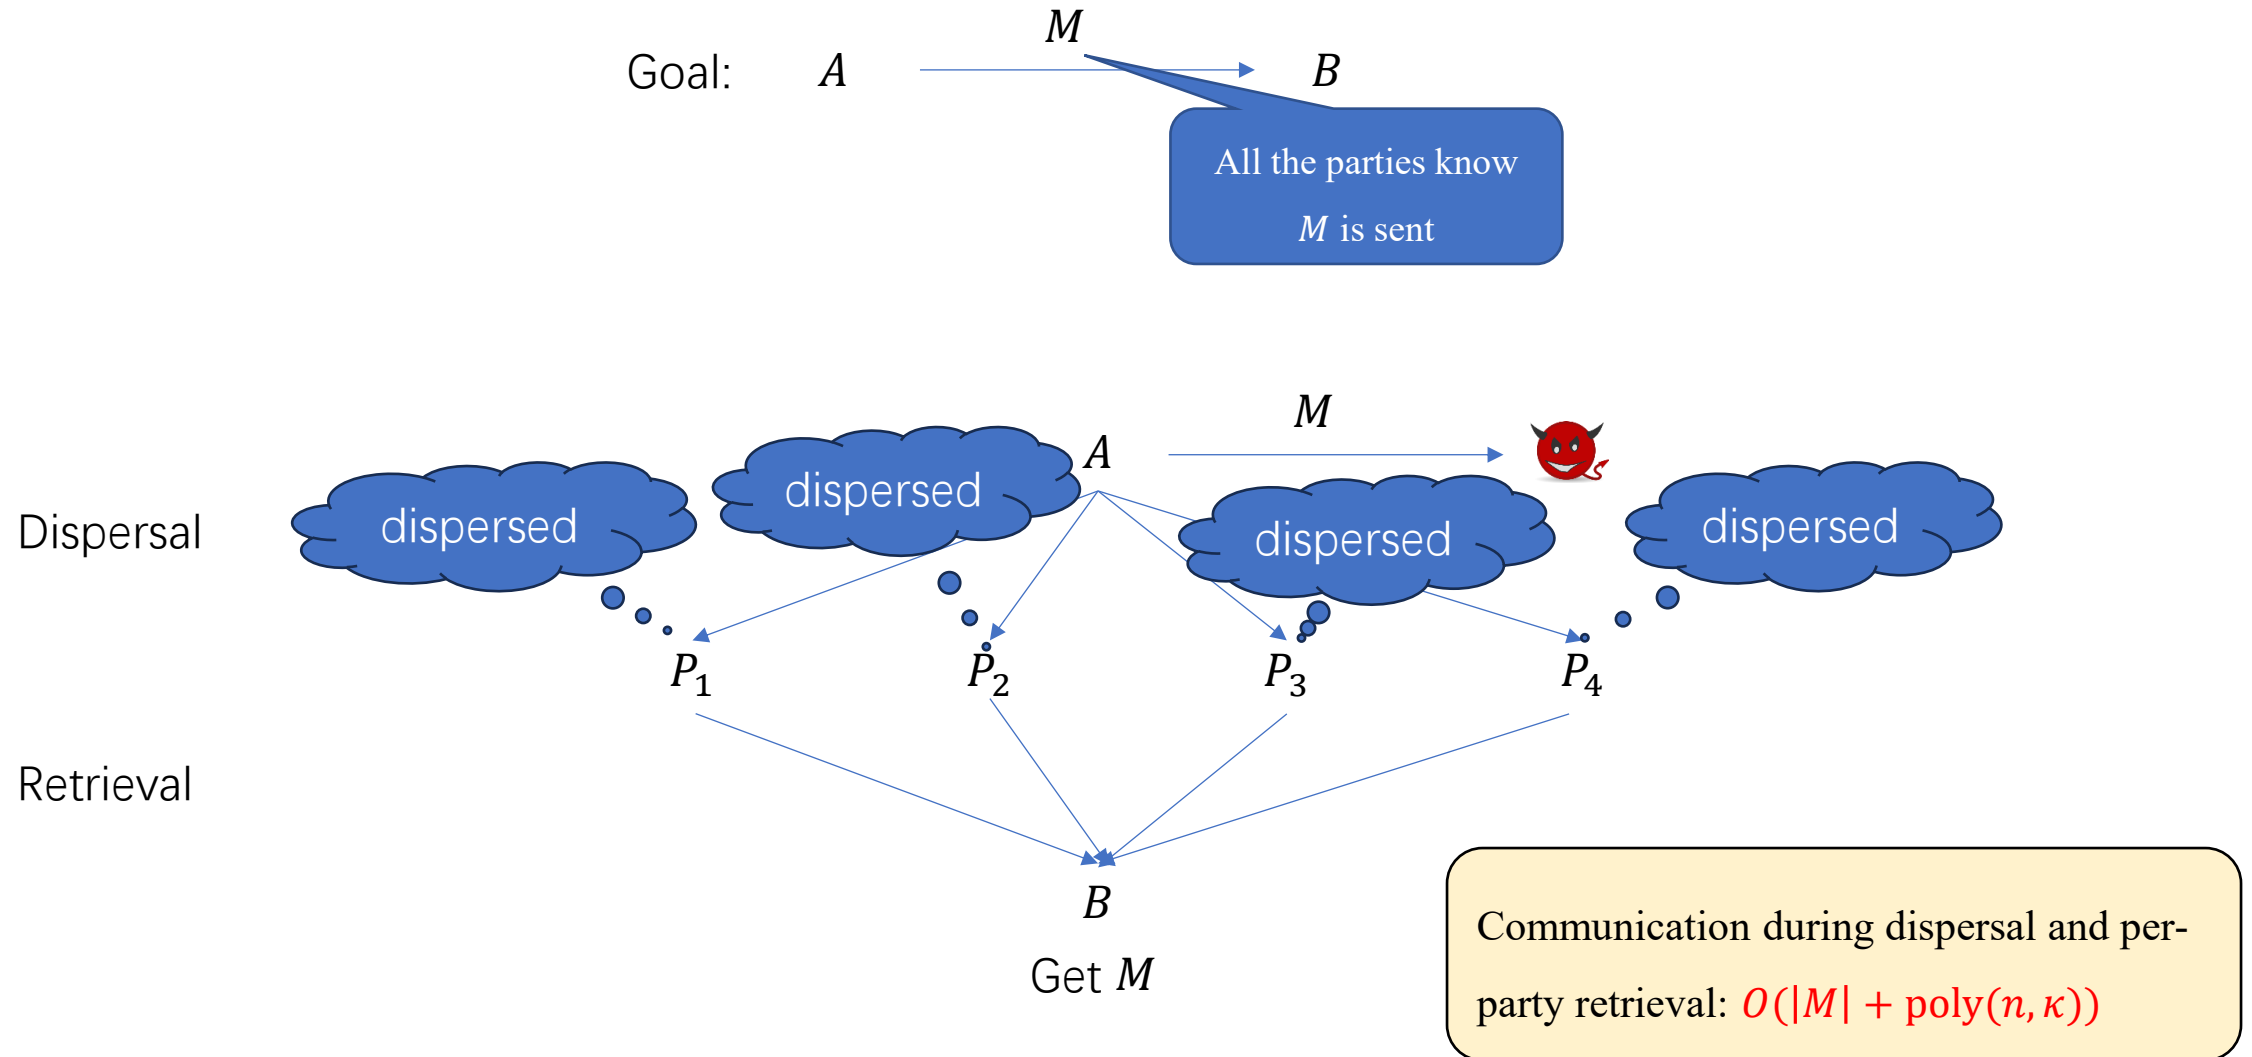 M
Goal: A B
All the parties know
M is sent
M
A
dispersed dispersed dispersed dispersed
Dispersal
P₁ P₂ P₃ P₄
Retrieval
B
Get M
Communication during dispersal and per-
party retrieval: O(|M| + poly(n, κ))